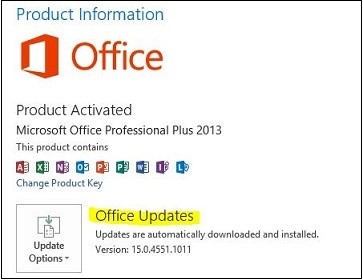 Product Information
Office
Product Activated
Microsoft Office Professional Plus 2013
This product contains
Change Product Key
Office Updates
Updates are automatically downloaded and installed.
Version: 15.0.4551.1011
Update
Options